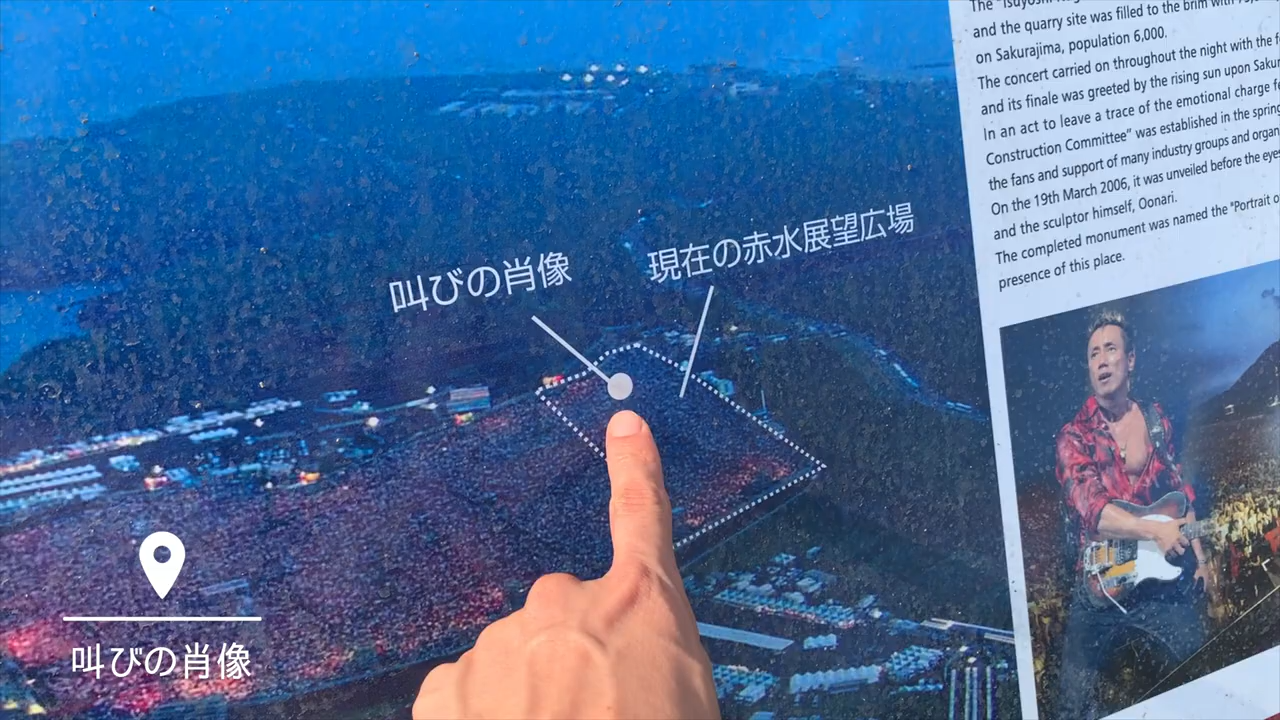 The "Tsuyoshi
and the quarry site was filled to the brim with
on Sakurajima, population 6,000.
The concert carried on throughout the night with the
and its finale was greeted by the rising sun upon
In an act to leave a trace of the emotional charge
Construction Committee" was established in the spring
the fans and support of many industry groups and
On the 19th March 2006, it was unveiled before the eyes
and the sculptor himself, Oonari.
The completed monument was named the "Portrait
presence of this place.
現在の赤水展望広場
叫びの肖像
叫びの肖像